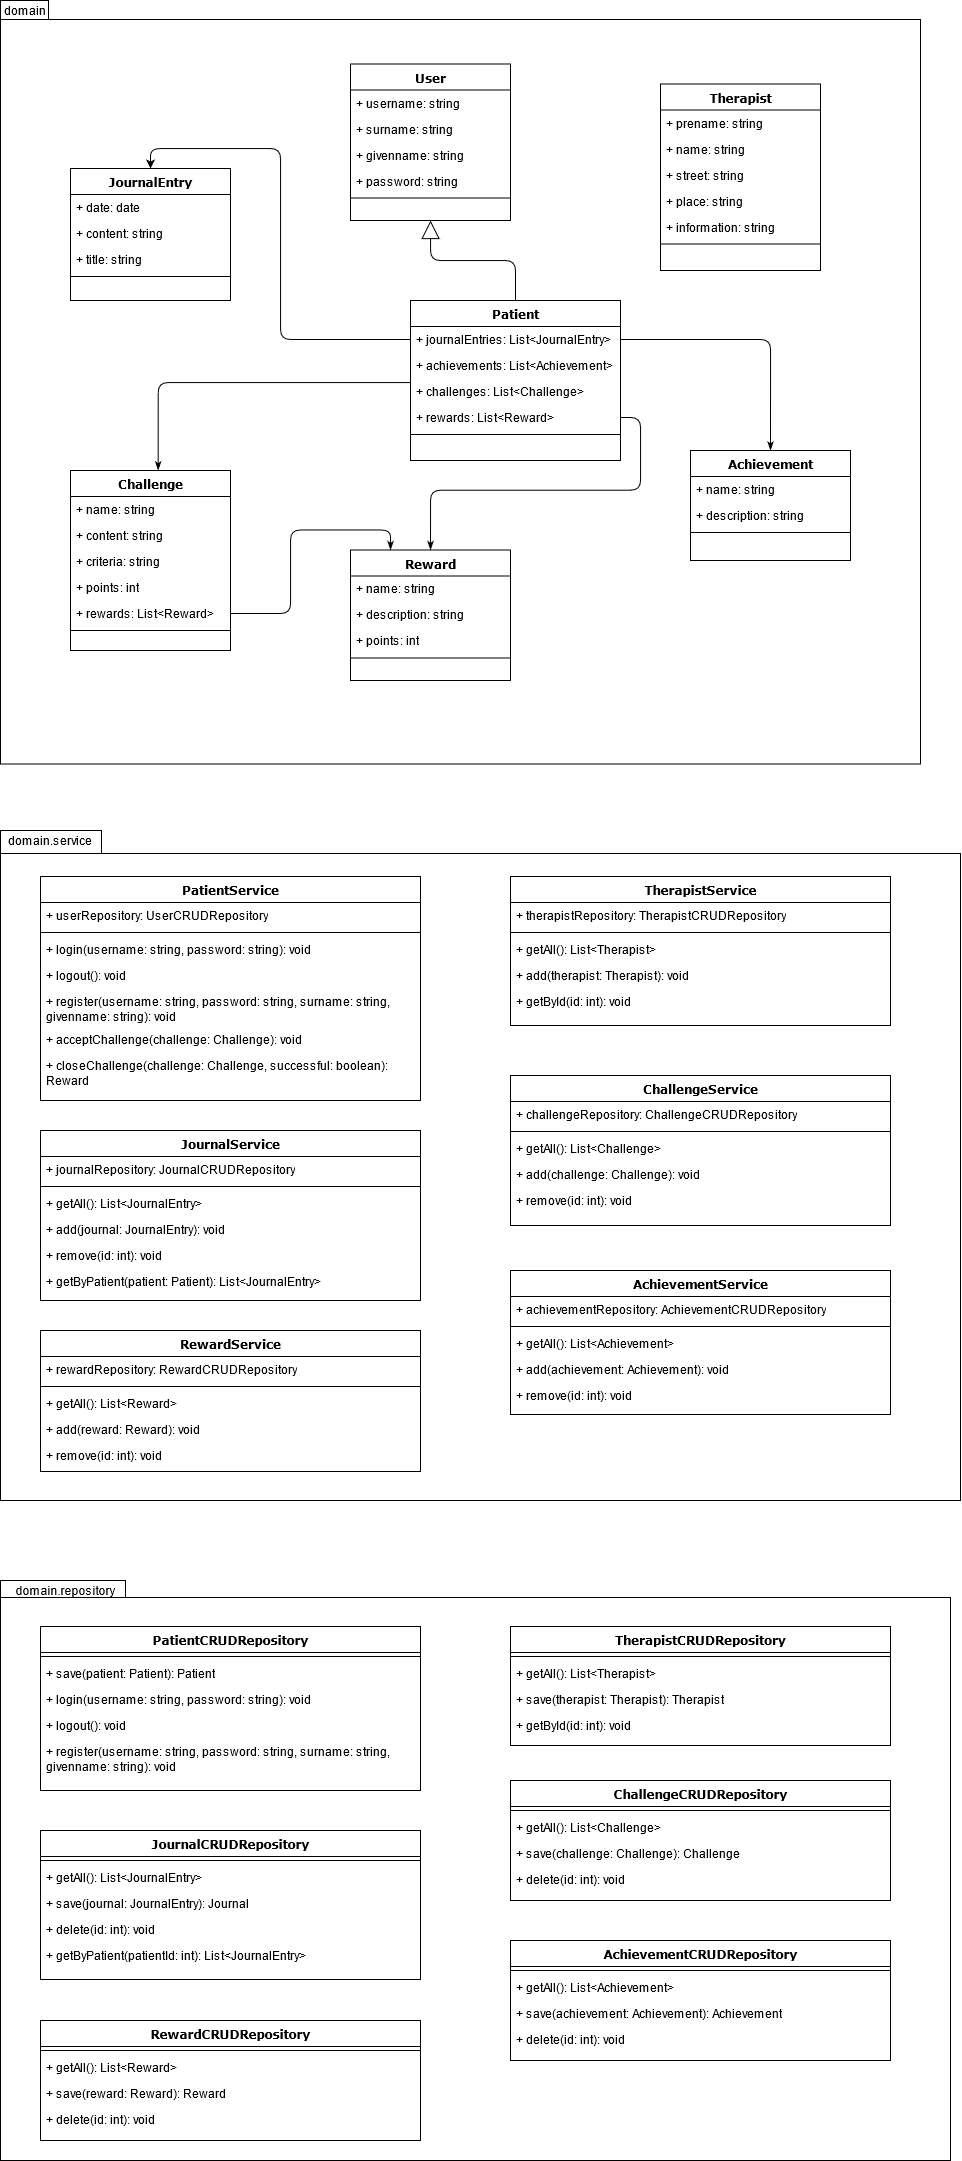 domain
User
+ username: string
+ surname: string
+ givenname: string
+ password: string
Therapist
+ prename: string
+ name: string
+ street: string
+ place: string
+ information: string
JournalEntry
+ date: date
+ content: string
+ title: string
Patient
+ journalEntries: List<JournalEntry>
+ achievements: List<Achievement>
+ challenges: List<Challenge>
+ rewards: List<Reward>
Challenge
+ name: string
+ content: string
+ criteria: string
+ points: int
+ rewards: List<Reward>
Reward
+ name: string
+ description: string
+ points: int
Achievement
+ name: string
+ description: string
domain.service
PatientService
+ userRepository: UserCRUDRepository
+ login(username: string, password: string): void
+ logout(): void
+ register(username: string, password: string, surname: string,
givenname: string): void
+ acceptChallenge(challenge: Challenge): void
+ closeChallenge(challenge: Challenge, successful: boolean):
Reward
TherapistService
+ therapistRepository: TherapistCRUDRepository
+ getAll(): List<Therapist>
+ add(therapist: Therapist): void
+ getById(id: int): void
JournalService
+ journalRepository: JournalCRUDRepository
+ getAll(): List<JournalEntry>
+ add(journal: JournalEntry): void
+ remove(id: int): void
+ getByPatient(patient: Patient): List<JournalEntry>
ChallengeService
+ challengeRepository: ChallengeCRUDRepository
+ getAll(): List<Challenge>
+ add(challenge: Challenge): void
+ remove(id: int): void
RewardService
+ rewardRepository: RewardCRUDRepository
+ getAll(): List<Reward>
+ add(reward: Reward): void
+ remove(id: int): void
AchievementService
+ achievementRepository: AchievementCRUDRepository
+ getAll(): List<Achievement>
+ add(achievement: Achievement): void
+ remove(id: int): void
domain.repository
PatientCRUDRepository
+ save(patient: Patient): Patient
+ login(username: string, password: string): void
+ logout(): void
+ register(username: string, password: string, surname: string,
givenname: string): void
TherapistCRUDRepository
+ getAll(): List<Therapist>
+ save(therapist: Therapist): Therapist
+ getById(id: int): void
JournalCRUDRepository
+ getAll(): List<JournalEntry>
+ save(journal: JournalEntry): Journal
+ delete(id: int): void
+ getByPatient(patientId: int): List<JournalEntry>
ChallengeCRUDRepository
+ getAll(): List<Challenge>
+ save(challenge: Challenge): Challenge
+ delete(id: int): void
RewardCRUDRepository
+ getAll(): List<Reward>
+ save(reward: Reward): Reward
+ delete(id: int): void
AchievementCRUDRepository
+ getAll(): List<Achievement>
+ save(achievement: Achievement): Achievement
+ delete(id: int): void